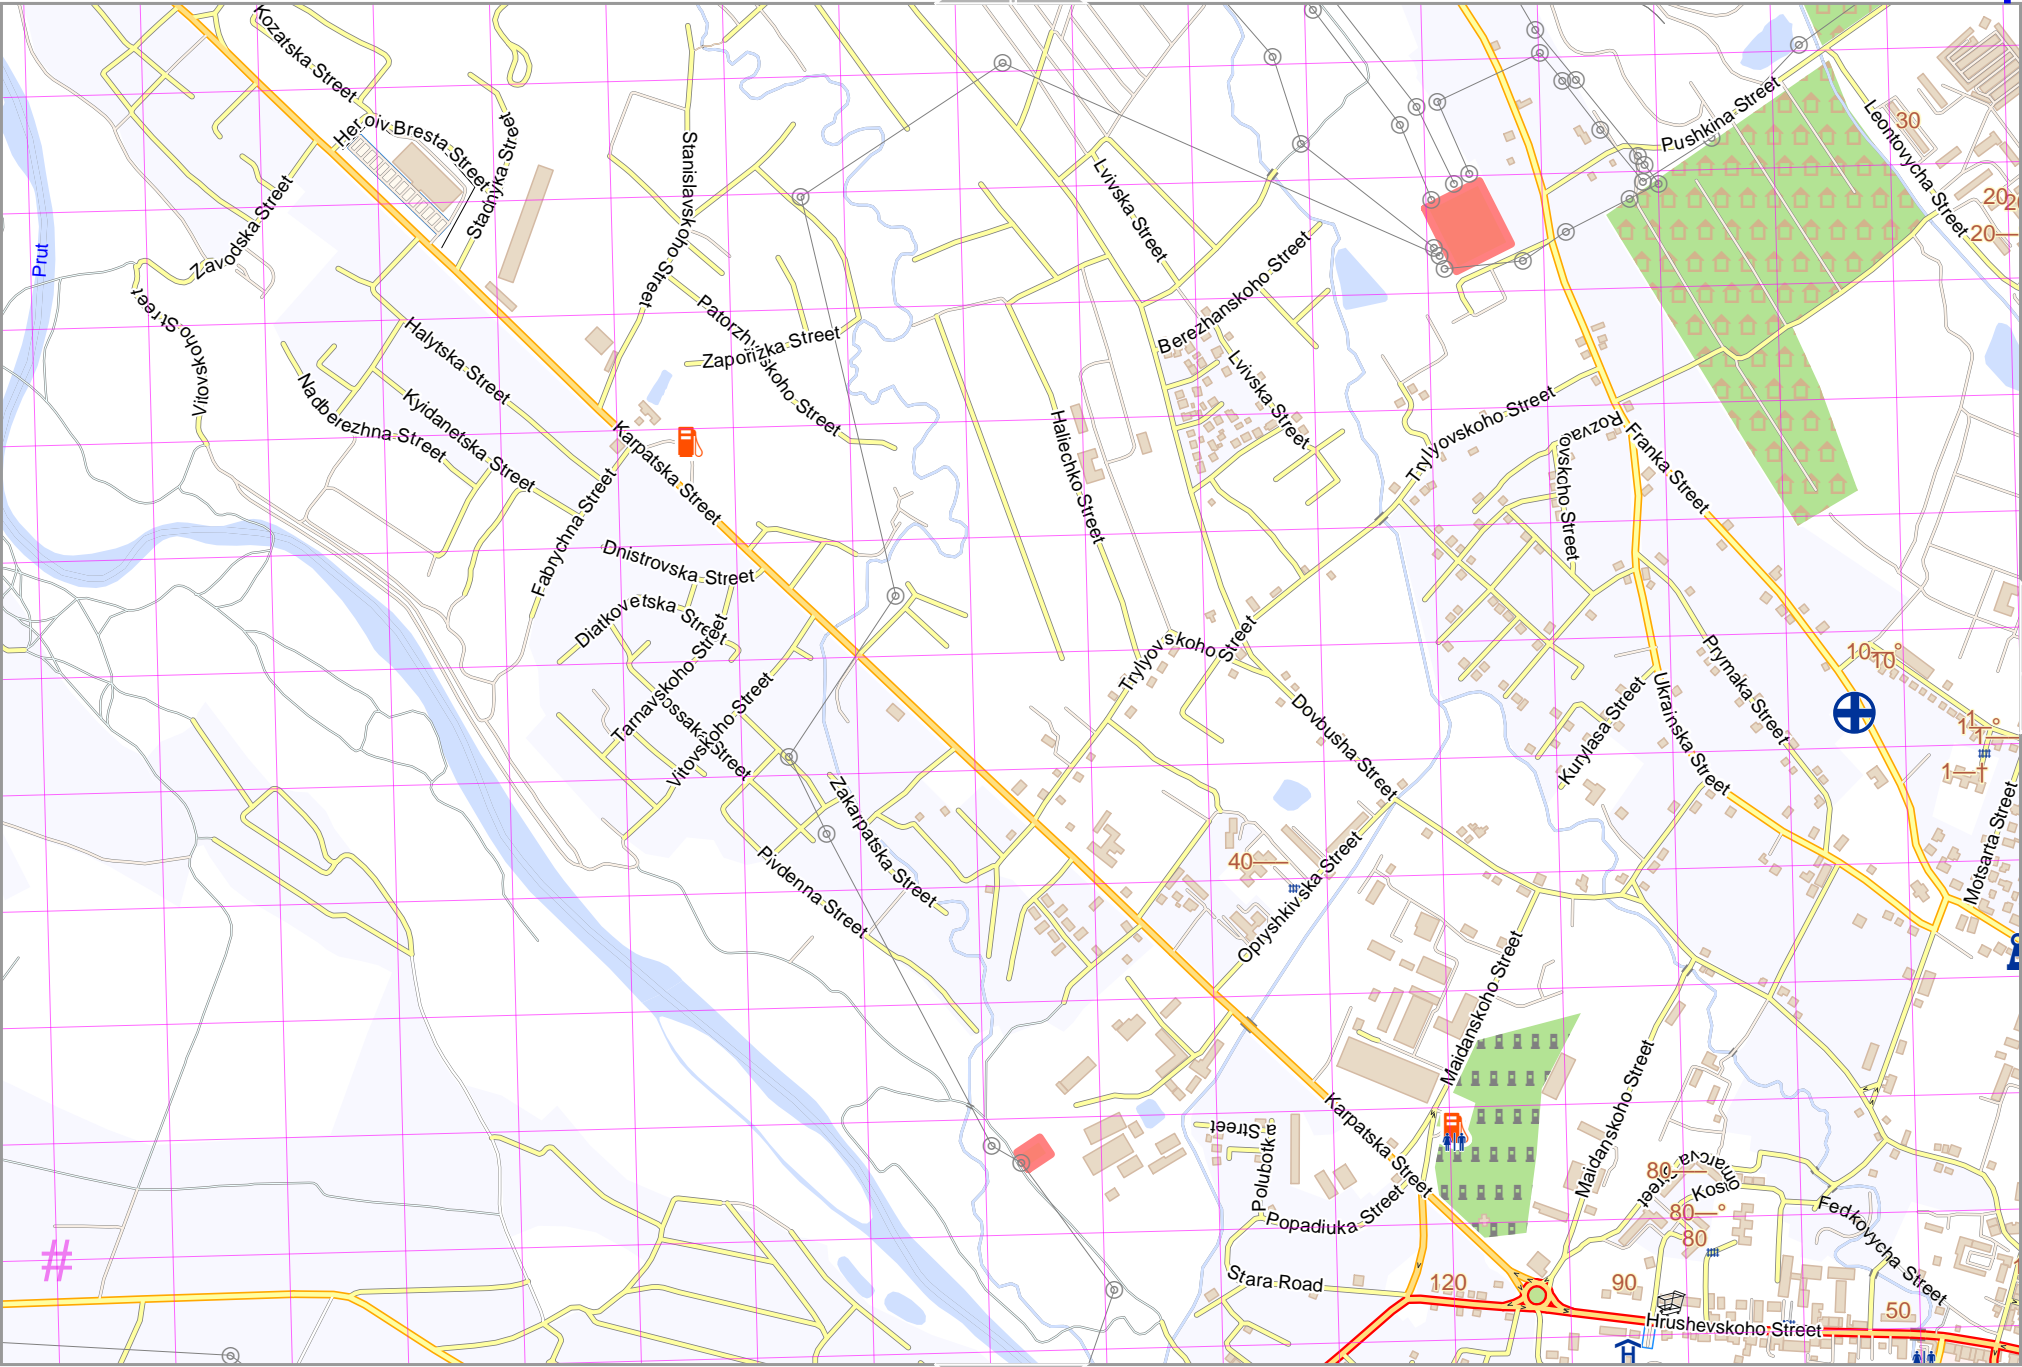 Kozatska Street
Heroiv Bresta Street
Stadnyka Street
Stanislavskoho Street
Zavodska Street
Prut
Vitovskoho Street
Lvivska Street
Pushkina Street
Leontovycha Street
30
20
20
Berezhanskoho Street
Patorzhynskoho Street
Zaporizka Street
Halytska Street
Kyidanetska Street
Nadberezhna Street
Lvivska Street
Haliechko Street
Trylyovskoho Street
Franka Street
Karpatska Street
Fabrychna Street
Dnistrovska Street
Diatkovetska Street
Tarnavskoho Street
Vitovskoho Street
Trylyovskoho Street
Dovbusha Street
Kurylasa Street
Ukrainska Street
Prymaka Street
10
10
1
1
1
Motsarta Street
Zakarpatska Street
Pivdenna Street
40
Opryshkivska Street
Maidanskoho Street
Maidanskoho Street
Karpatska Street
a Street
Polubotka
Popadiuka Street
Stara Road
80
80
80
Fedkovycha Street
#
120
90
50
Hrushevskoho Street
H